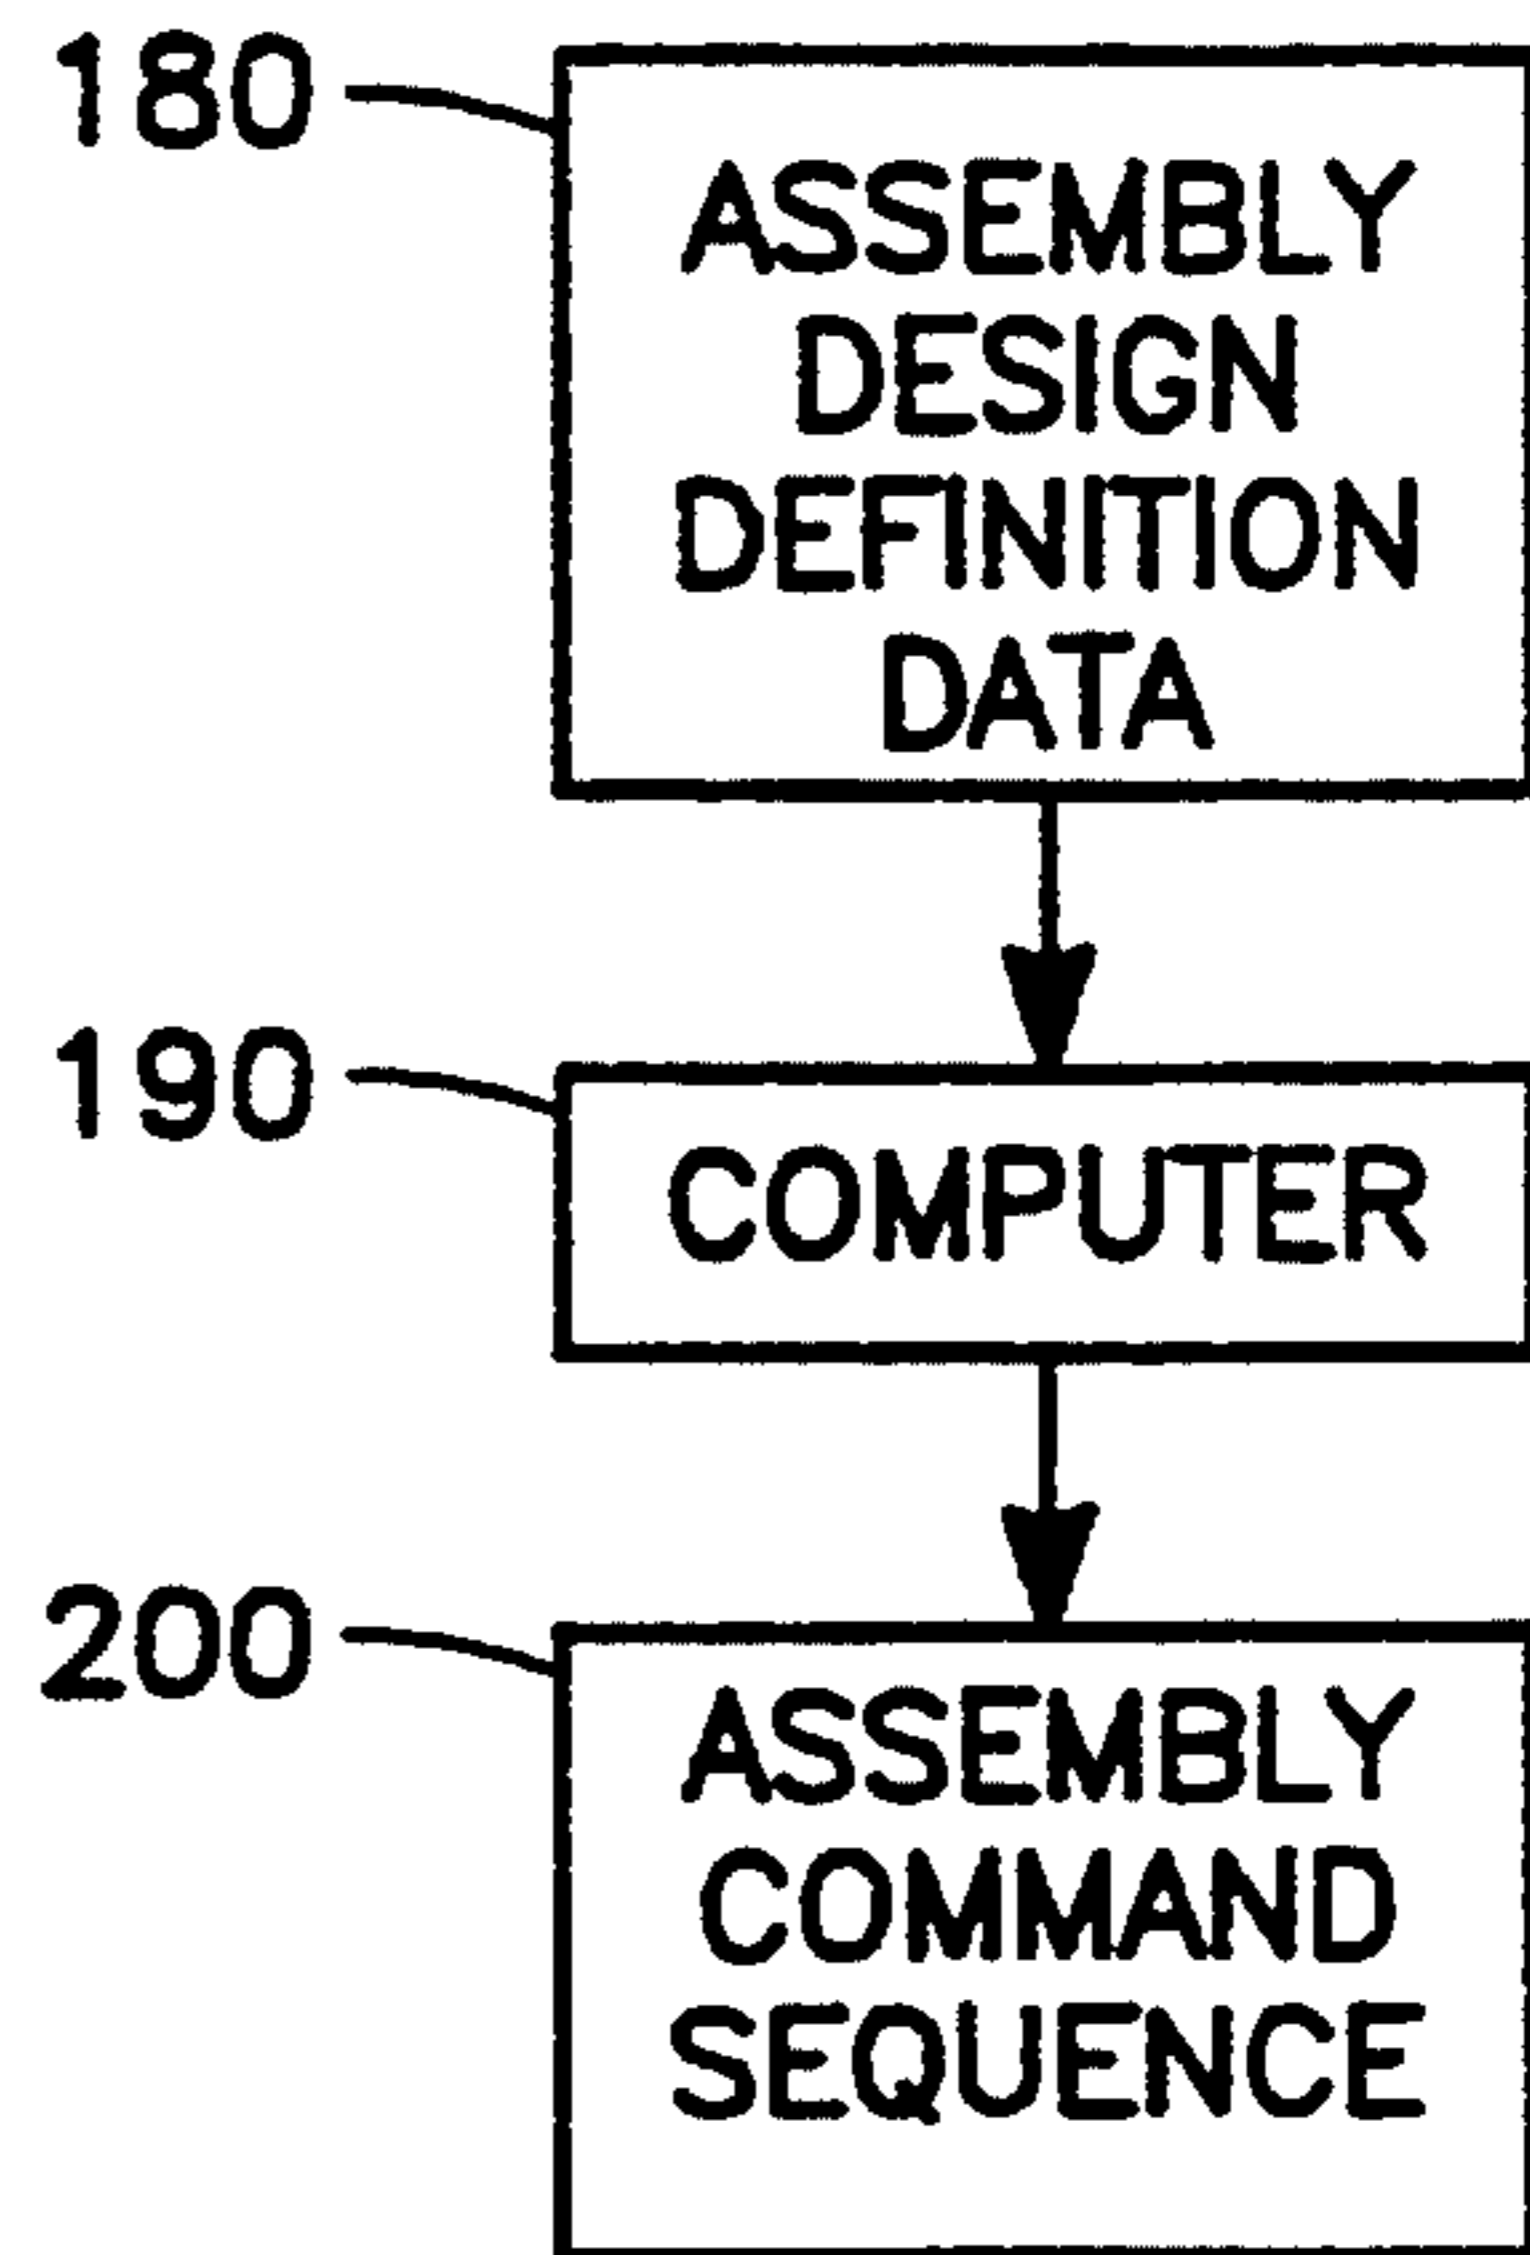 180
ASSEMBLY
DESIGN
DEFINITION
DATA
190
COMPUTER
200
ASSEMBLY
COMMAND
SEQUENCE